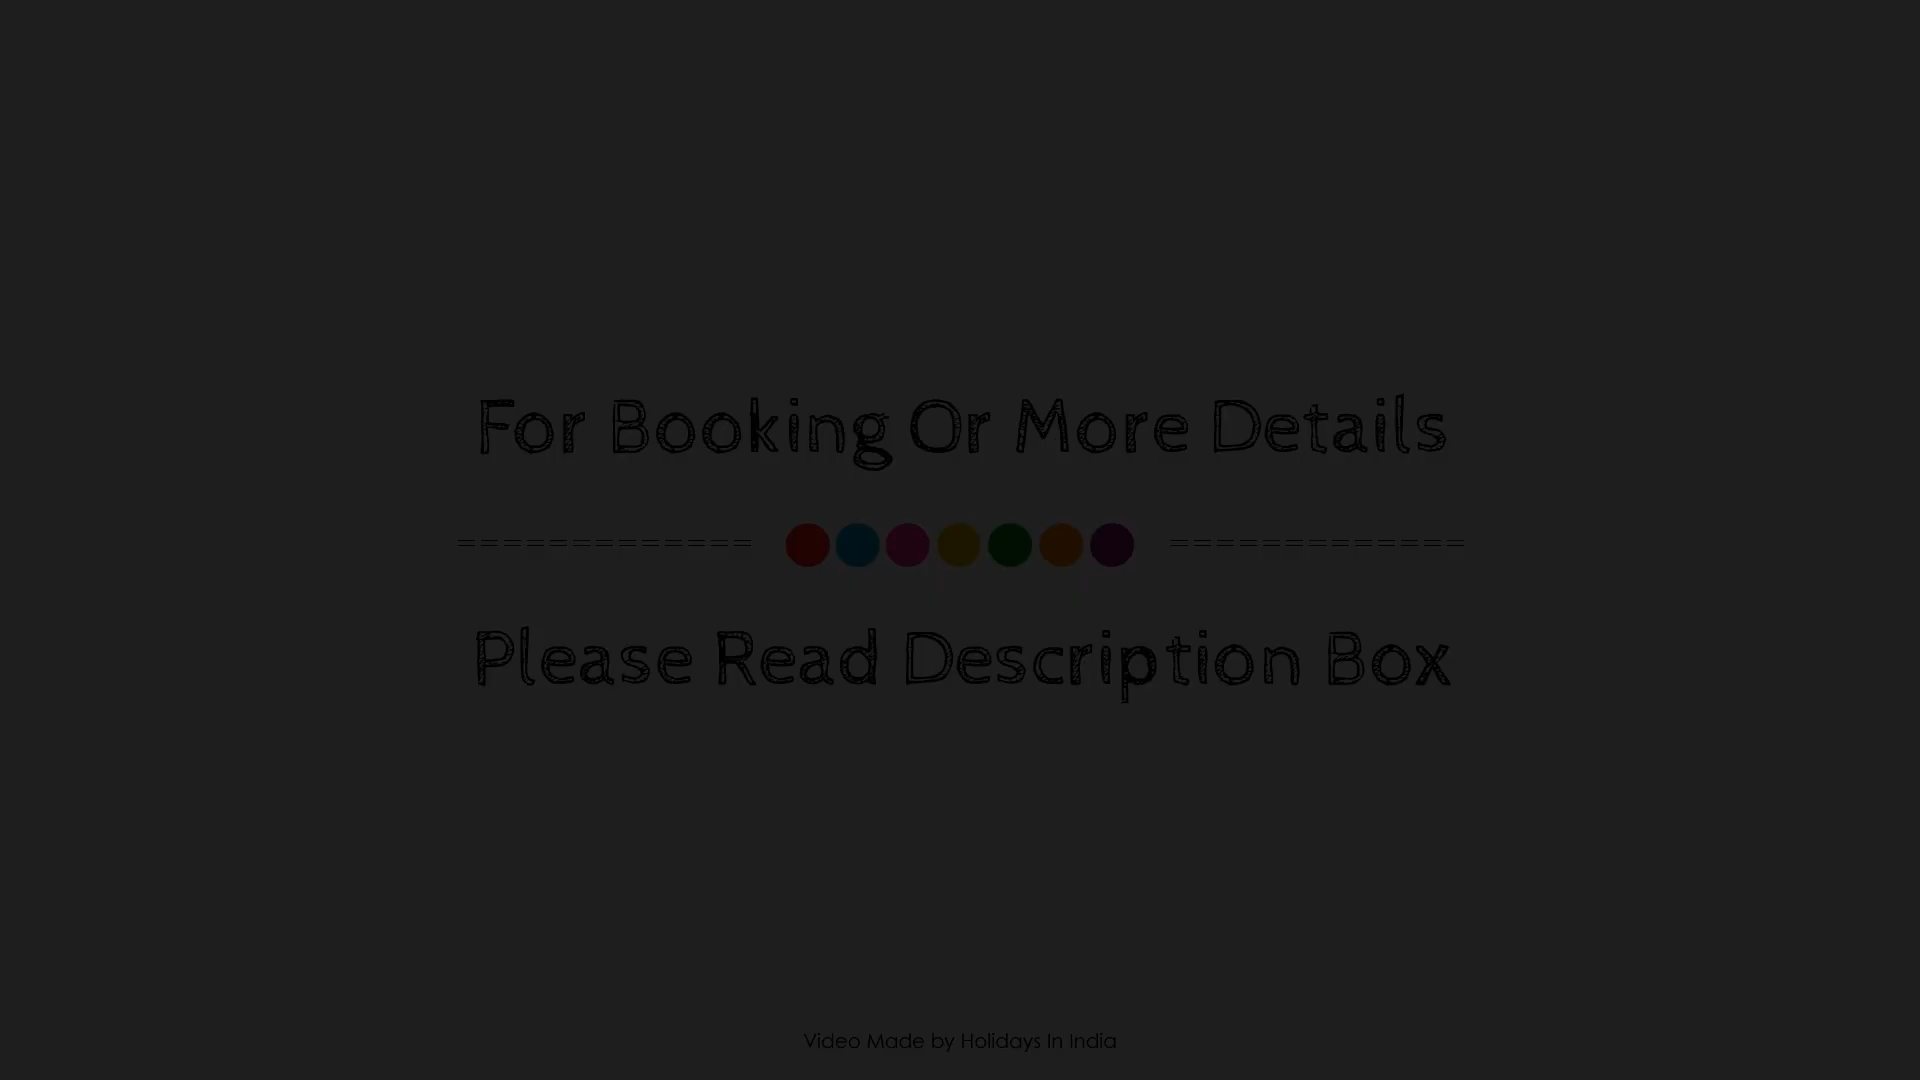 For Booking Or More Details
============= =============
Please Read Description Box
Video Made by Holidays In India